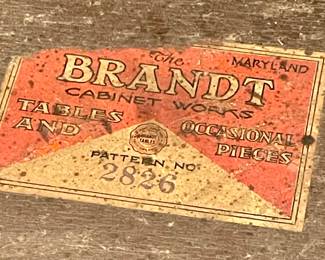 The
BRANDT
MARYLAND
CABINET WORKS
TABLES
AND
OCCASIONAL
PIECES
PATTERN NO.
2826